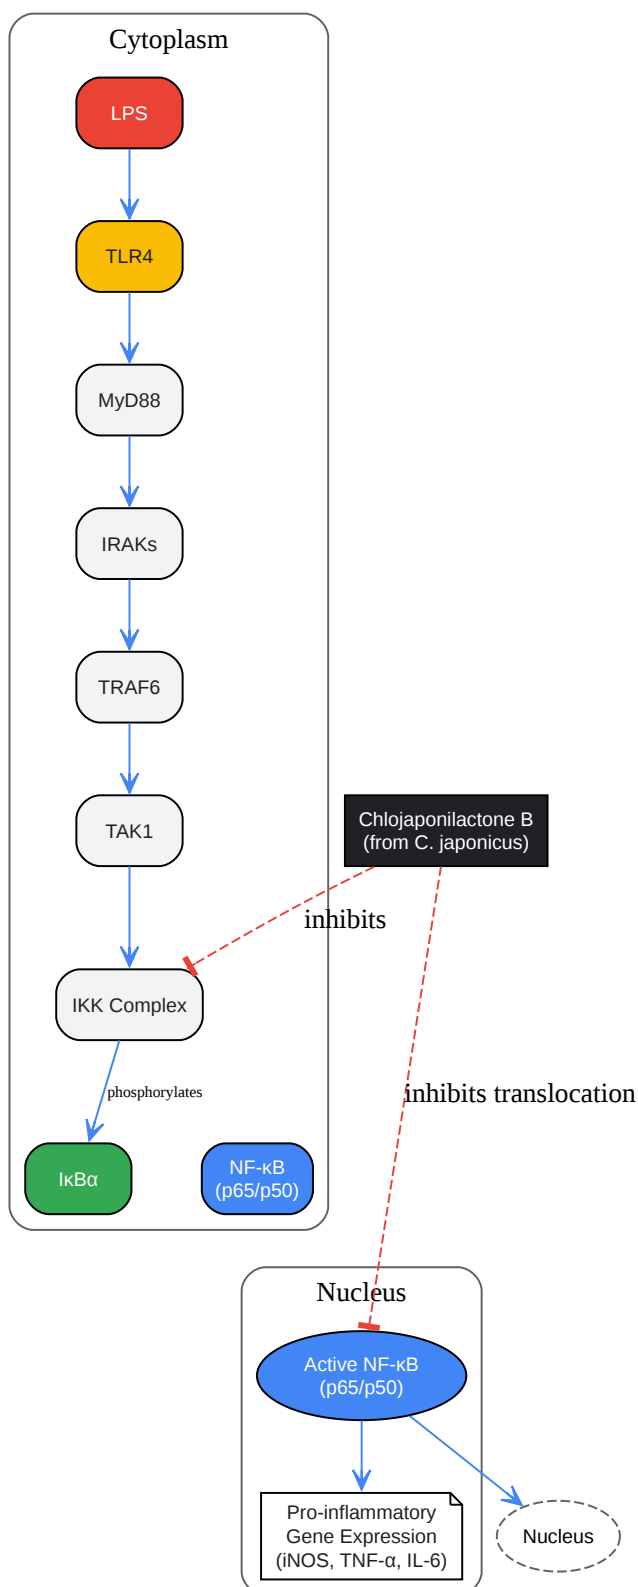 Cytoplasm
LPS
TLR4
MyD88
IRAKs
TRAF6
TAK1
Chlojaponilactone B
(from C. japonicus)
inhibits
IKK Complex
phosphorylates
inhibits translocation
IκBα
NF-κB
(p65/p50)
Nucleus
Active NF-κB
(p65/p50)
Pro-inflammatory
Gene Expression
(iNOS, TNF-α, IL-6)
Nucleus